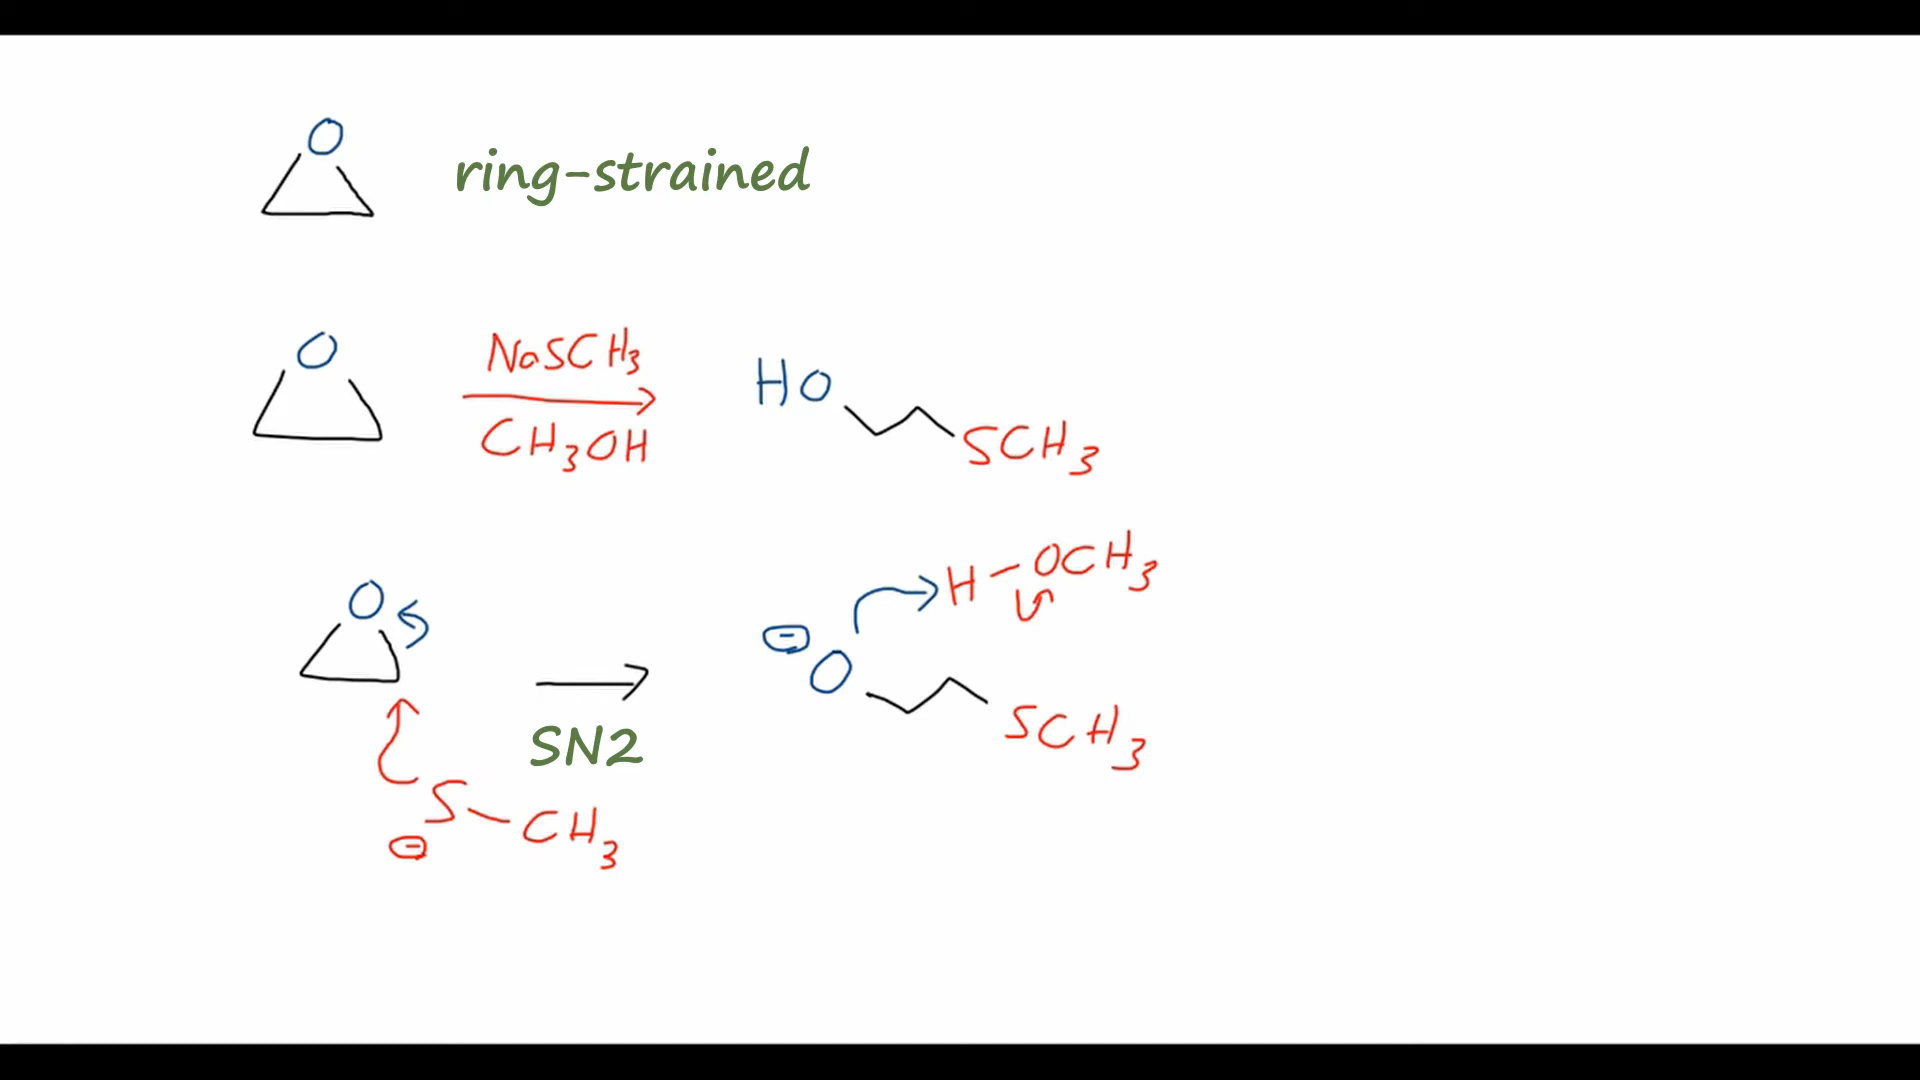 O
ring-strained
O
NaSCH3
CH3OH
HO
SCH3
O
H-OCH3
⊖
O
SCH3
SN2
S-CH3
⊖